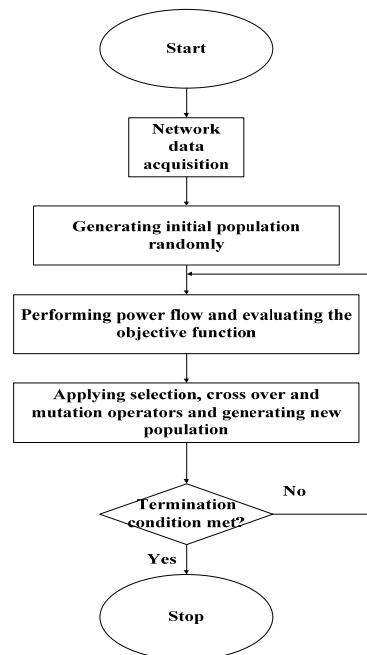 Start
Network
data
acquisition
Generating initial population
randomly
Performing power flow and evaluating the
objective function
Applying selection, cross over and
mutation operators and generating new
population
Termination
condition met?
No
Yes
Stop